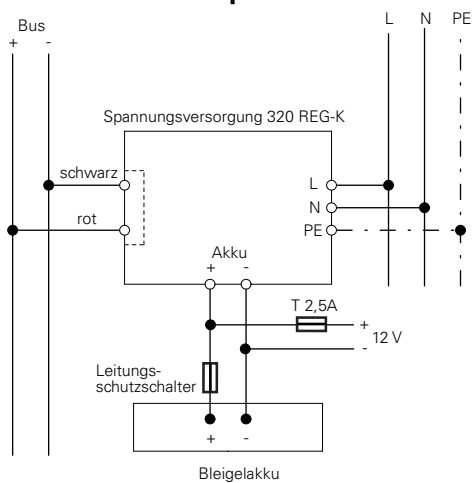 Bus
+ -
L N PE
Spannungsversorgung 320 REG-K
schwarz
rot
L
N
PE
Akku
+ -
T 2,5A
+
12 V
-
Leitungs-
schutzschalter
+ -
Bleigelakku